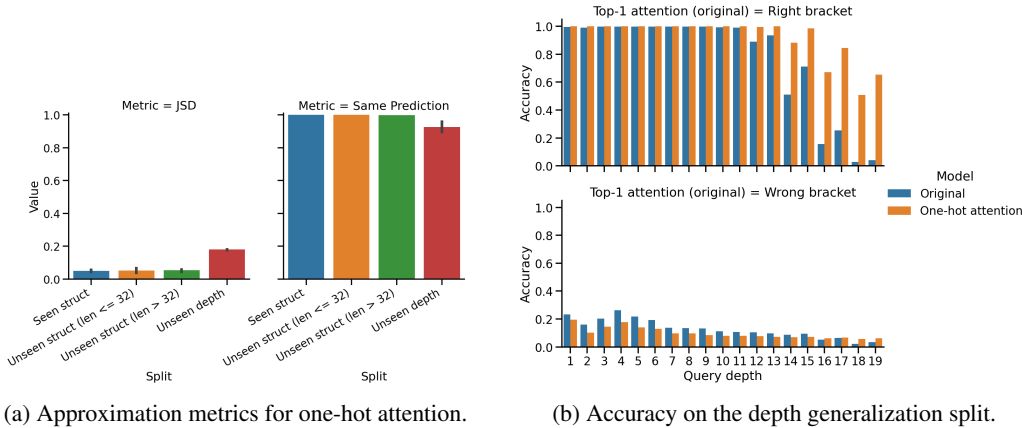 Metric = JSD
Metric = Same Prediction
Value
1.0
0.8
0.6
0.4
0.2
0.0
Seen struct
Unseen struct (len <= 32)
Unseen struct (len > 32)
Unseen depth
Split
Seen struct
Unseen struct (len <= 32)
Unseen struct (len > 32)
Unseen depth
Split
(a) Approximation metrics for one-hot attention.
Top-1 attention (original) = Right bracket
Accuracy
1.0
0.8
0.6
0.4
0.2
0.0
Top-1 attention (original) = Wrong bracket
Accuracy
1.0
0.8
0.6
0.4
0.2
0.0
1 2 3 4 5 6 7 8 9 10 11 12 13 14 15 16 17 18 19
Query depth
Model
Original
One-hot attention
(b) Accuracy on the depth generalization split.